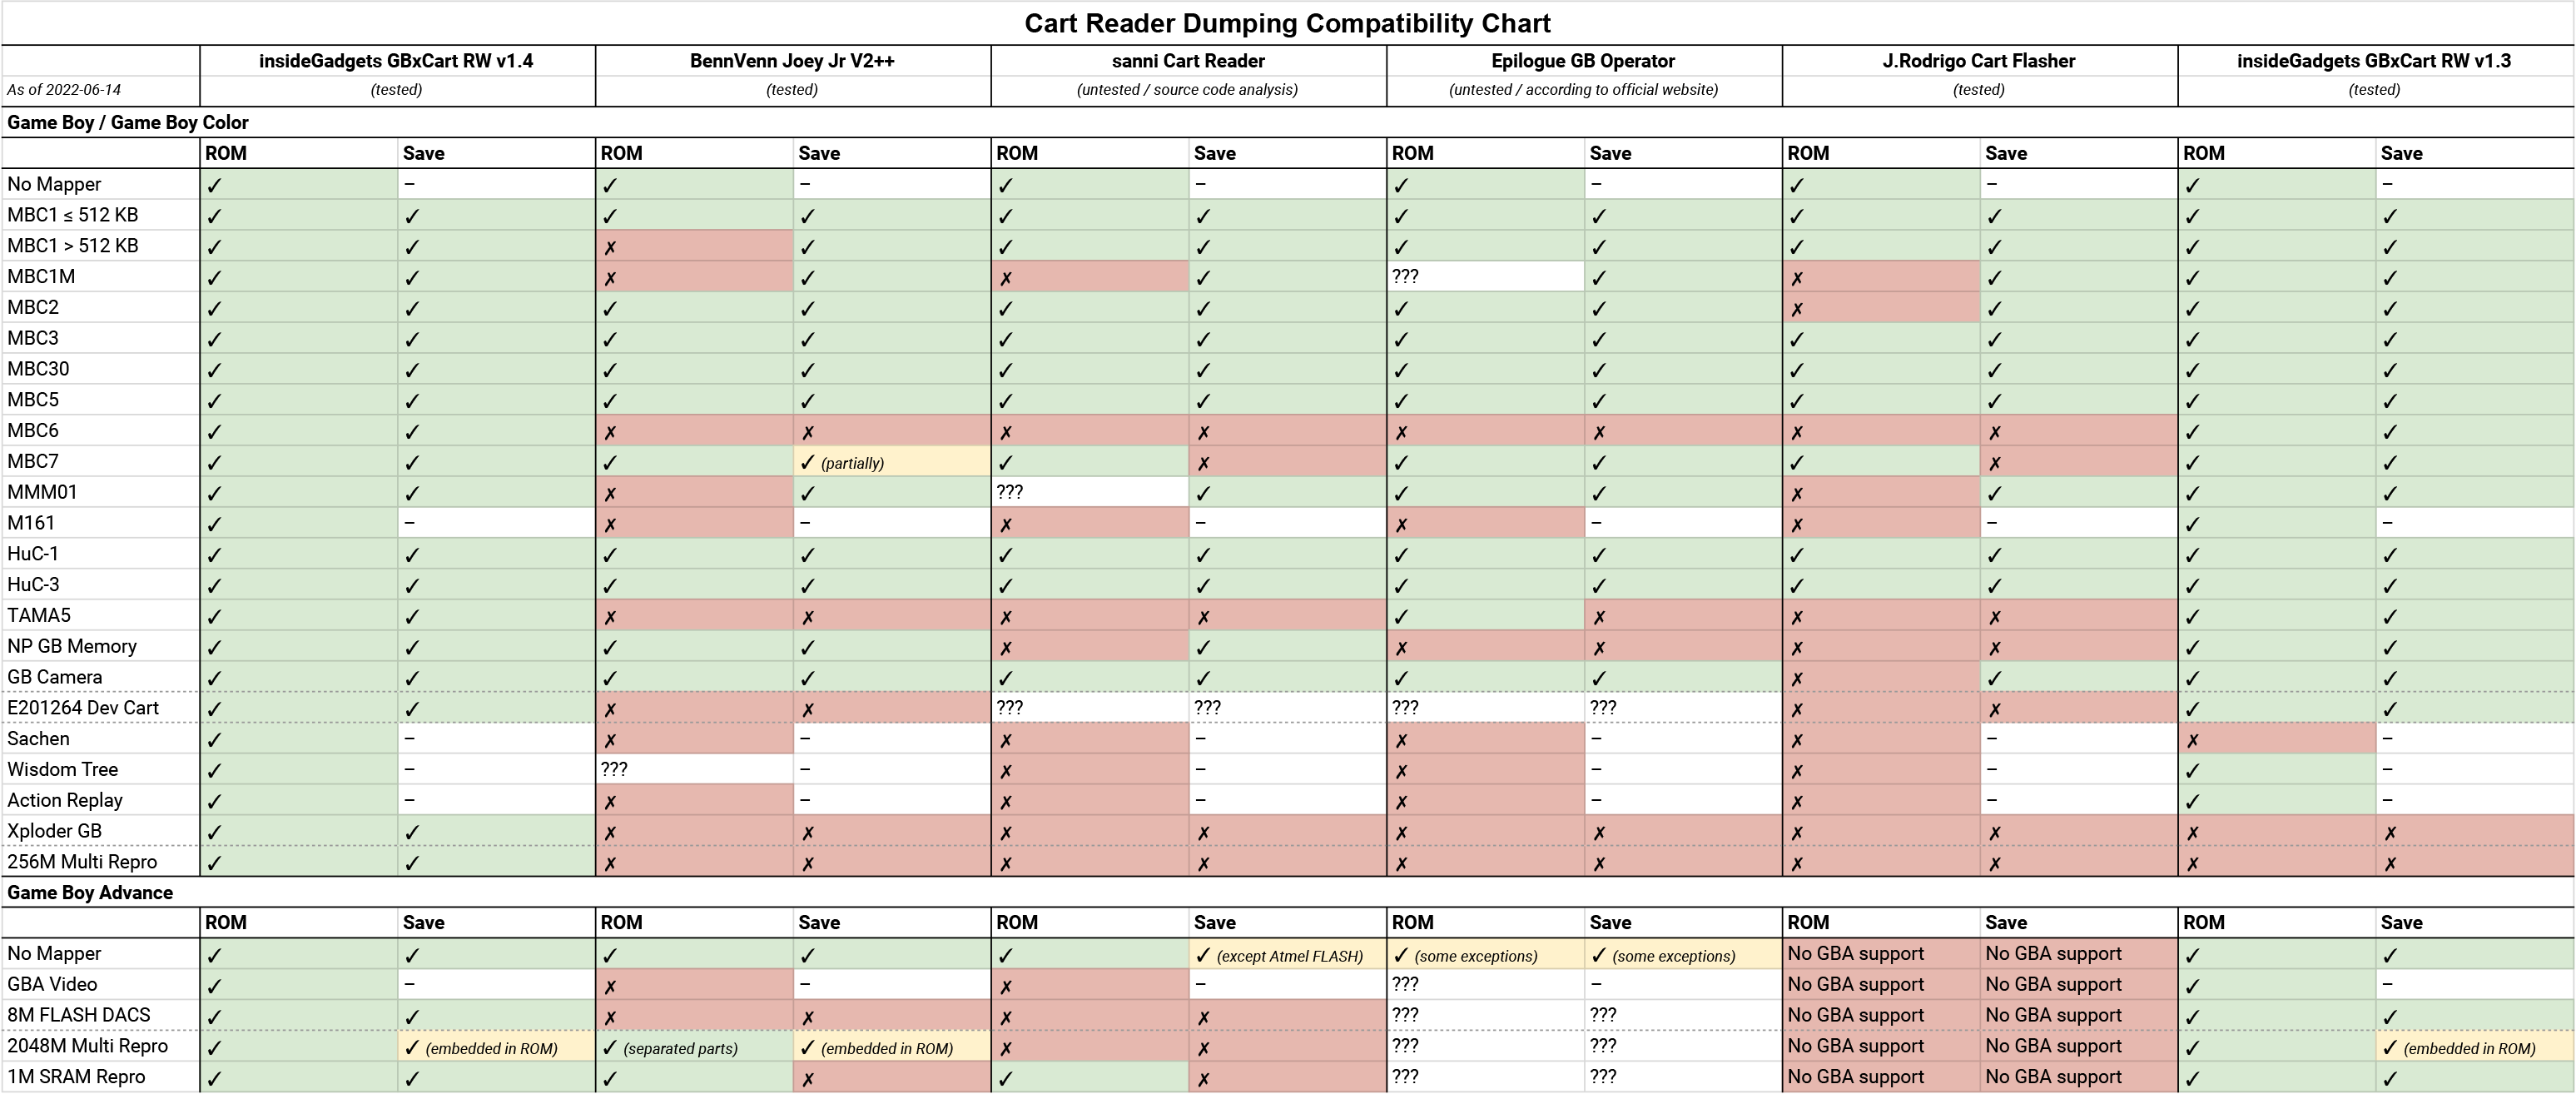 Cart Reader Dumping Compatibility Chart
insideGadgets GBxCart RW v1.4 BennVenn Joey Jr V2++ sanni Cart Reader Epilogue GB Operator J.Rodrigo Cart Flasher insideGadgets GBxCart RW v1.3
As of 2022-06-14 (tested) (tested) (untested / source code analysis) (untested / according to official website) (tested) (tested)
Game Boy / Game Boy Color
ROM Save ROM Save ROM Save ROM Save ROM Save ROM Save
No Mapper ✓ – ✓ – ✓ – ✓ – ✓ – ✓ –
MBC1 ≤ 512 KB ✓ ✓ ✓ ✓ ✓ ✓ ✓ ✓ ✓ ✓ ✓ ✓
MBC1 > 512 KB ✓ ✓ ✗ ✓ ✓ ✓ ✓ ✓ ✓ ✓ ✓ ✓
MBC1M ✓ ✓ ✗ ✓ ✗ ✓ ??? ✓ ✗ ✓ ✓ ✓
MBC2 ✓ ✓ ✓ ✓ ✓ ✓ ✓ ✓ ✗ ✓ ✓ ✓
MBC3 ✓ ✓ ✓ ✓ ✓ ✓ ✓ ✓ ✓ ✓ ✓ ✓
MBC30 ✓ ✓ ✓ ✓ ✓ ✓ ✓ ✓ ✓ ✓ ✓ ✓
MBC5 ✓ ✓ ✓ ✓ ✓ ✓ ✓ ✓ ✓ ✓ ✓ ✓
MBC6 ✓ ✓ ✗ ✗ ✗ ✗ ✗ ✗ ✗ ✗ ✓ ✓
MBC7 ✓ ✓ ✓ ✓ (partially) ✓ ✗ ✓ ✓ ✓ ✗ ✓ ✓
MMM01 ✓ ✓ ✗ ✓ ??? ✓ ✓ ✓ ✗ ✓ ✓ ✓
M161 ✓ – ✗ – ✗ – ✗ – ✗ – ✓ –
HuC-1 ✓ ✓ ✓ ✓ ✓ ✓ ✓ ✓ ✓ ✓ ✓ ✓
HuC-3 ✓ ✓ ✓ ✓ ✓ ✓ ✓ ✓ ✓ ✓ ✓ ✓
TAMA5 ✓ ✓ ✗ ✗ ✗ ✗ ✓ ✗ ✗ ✗ ✓ ✓
NP GB Memory ✓ ✓ ✓ ✓ ✗ ✓ ✗ ✗ ✗ ✗ ✓ ✓
GB Camera ✓ ✓ ✓ ✓ ✓ ✓ ✓ ✓ ✗ ✓ ✓ ✓
E201264 Dev Cart ✓ ✓ ✗ ✗ ??? ??? ??? ??? ✗ ✗ ✓ ✓
Sachen ✓ – ✗ – ✗ – ✗ – ✗ – ✗ –
Wisdom Tree ✓ – ??? – ✗ – ✗ – ✗ – ✓ –
Action Replay ✓ – ✗ – ✗ – ✗ – ✗ – ✓ –
Xploder GB ✓ ✓ ✗ ✗ ✗ ✗ ✗ ✗ ✗ ✗ ✗ ✗
256M Multi Repro ✓ ✓ ✗ ✗ ✗ ✗ ✗ ✗ ✗ ✗ ✗ ✗
Game Boy Advance
ROM Save ROM Save ROM Save ROM Save ROM Save ROM Save
No Mapper ✓ ✓ ✓ ✓ ✓ ✓ (except Atmel FLASH) ✓ (some exceptions) ✓ (some exceptions) No GBA support No GBA support ✓ ✓
GBA Video ✓ – ✗ – ✗ – ??? – No GBA support No GBA support ✓ –
8M FLASH DACS ✓ ✓ ✗ ✗ ✗ ✗ ??? ??? No GBA support No GBA support ✓ ✓
2048M Multi Repro ✓ ✓ (embedded in ROM) ✓ (separated parts) ✓ (embedded in ROM) ✗ ✗ ??? ??? No GBA support No GBA support ✓ ✓ (embedded in ROM)
1M SRAM Repro ✓ ✓ ✓ ✗ ✓ ✗ ??? ??? No GBA support No GBA support ✓ ✓